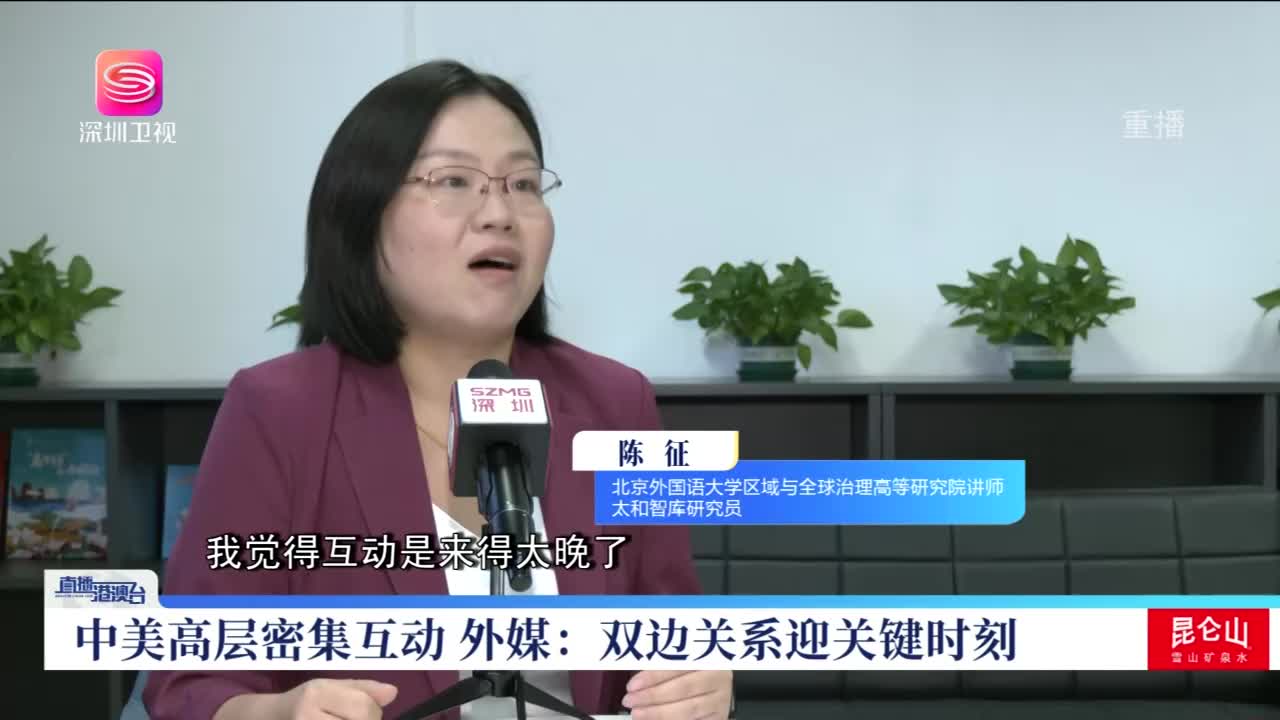 深圳卫视
重播
SZMG
深圳
陈征
北京外国语大学区域与全球治理高等研究院讲师
太和智库研究员
我觉得互动是来得太晚了
直播港澳台
中美高层密集互动 外媒：双边关系迎关键时刻
昆仑山
雪山矿泉水